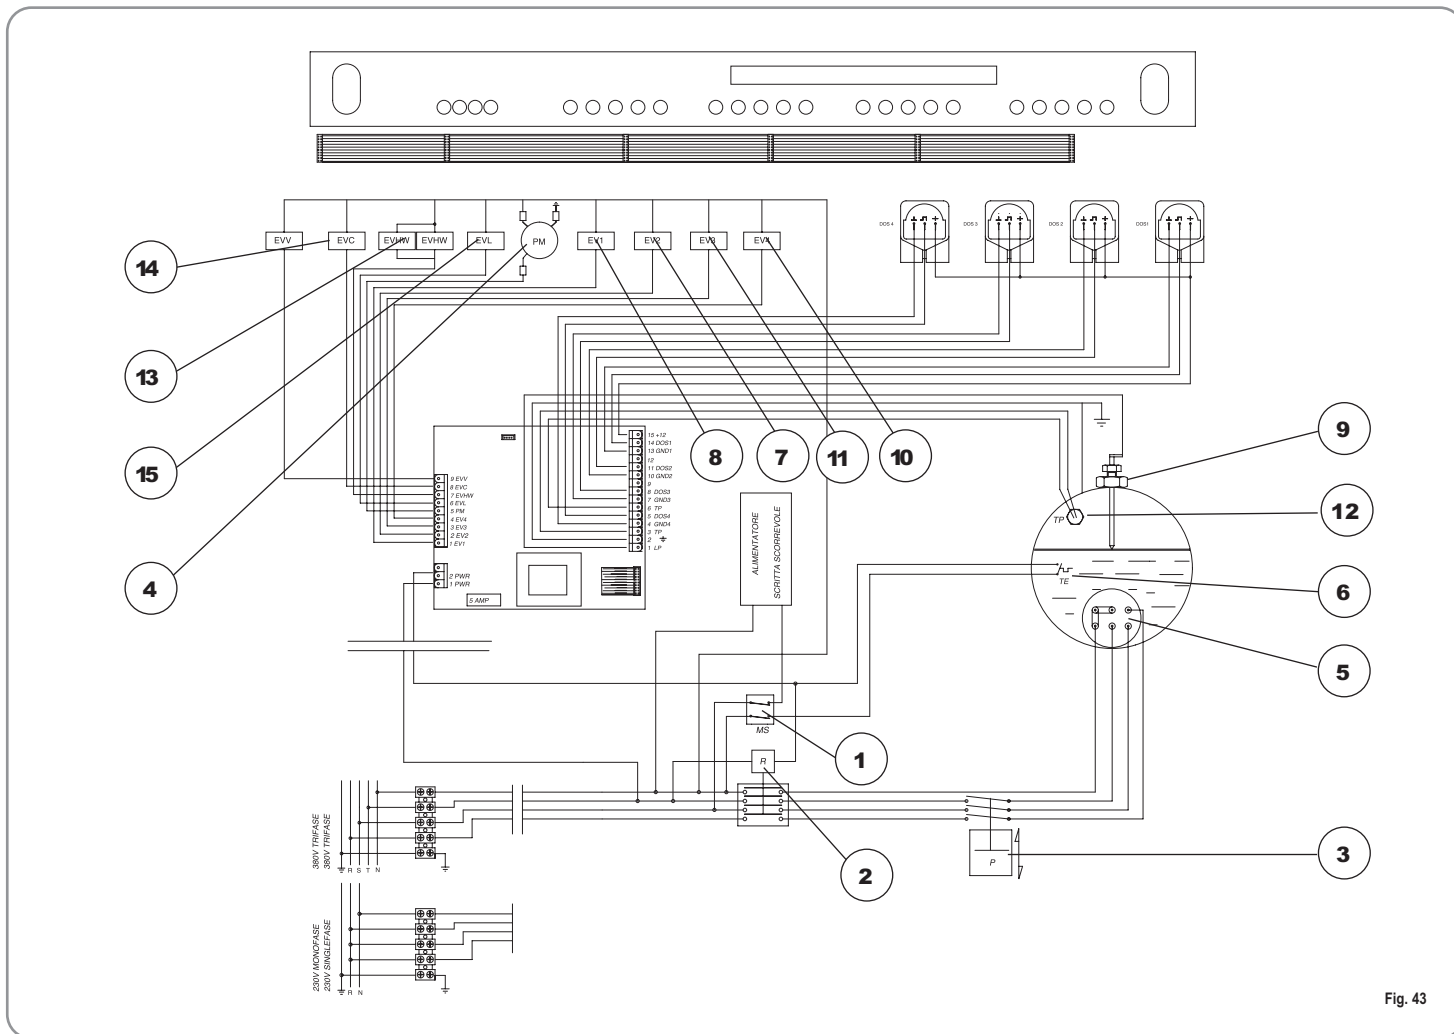 DOS 4
DOS 3
DOS 2
DOS1
EVV
EVC
EVHW
EVHW
EVL
PM
EV1
EV2
EV3
EV4
14
13
15
4
8
7
11
10
9
12
6
5
1
2
3
15 +12
14 DOS1
13 GND1
12
11 DOS2
10 GND2
9
8 DOS3
7 GND3
6 TP
5 DOS4
4 GND4
3 TP
2
1 LP
9 EVV
8 EVC
7 EVHW
6 EVL
5 PM
4 EV4
3 EV3
2 EV2
1 EV1
2 PWR
1 PWR
5 AMP
ALIMENTATORE
SCRITTA SCORREVOLE
TP
TE
MS
R
P
380V TRIFASE
380V TRIFASE
R S T N
230V MONOFASE
230V SINGLEFASE
R N
Fig. 43